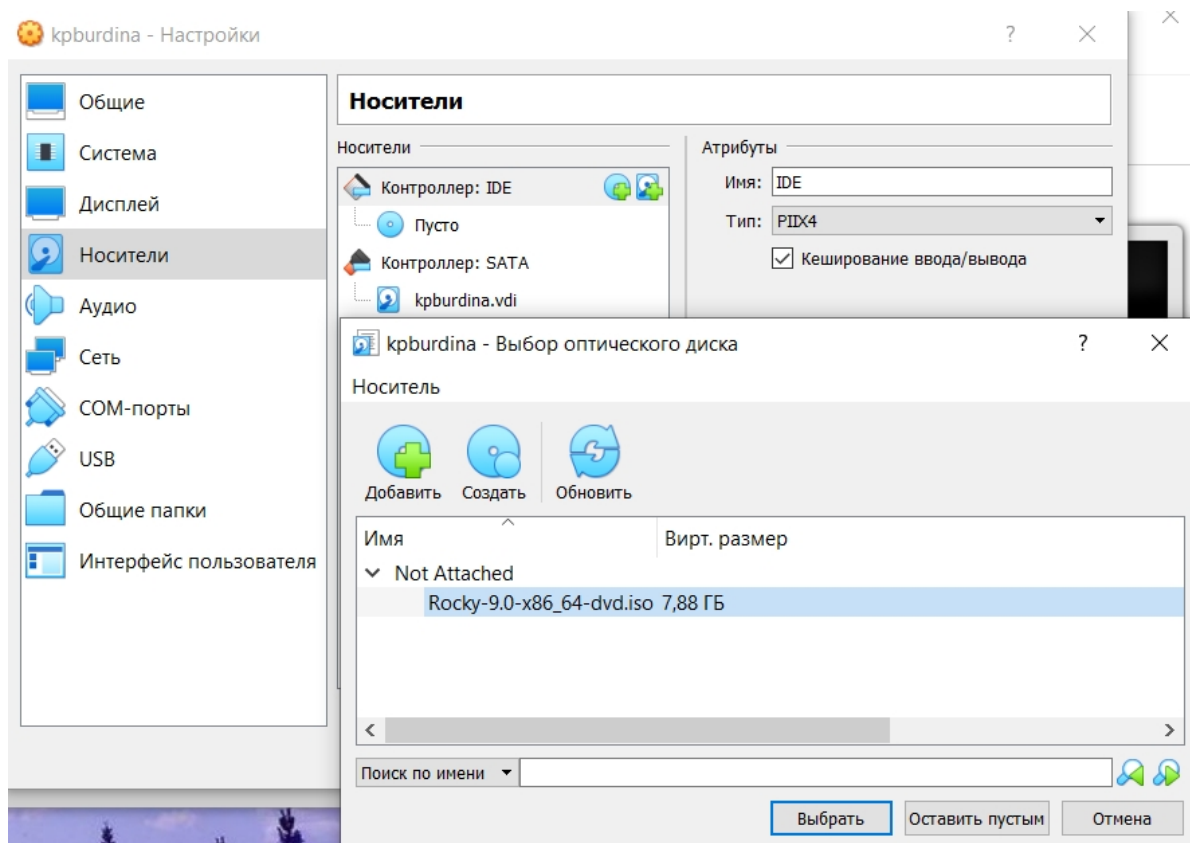 kpburdina - Настройки
?
Общие
Система
Дисплей
Носители
Аудио
Сеть
COM-порты
USB
Общие папки
Интерфейс пользователя
Носители
Носители
Контроллер: IDE
Пусто
Контроллер: SATA
kpburdina.vdi
Атрибуты
Имя: IDE
Тип: PIIX4
Кеширование ввода/вывода
kpburdina - Выбор оптического диска
?
Носитель
Добавить Создать Обновить
Имя Вирт. размер
Not Attached
Rocky-9.0-x86_64-dvd.iso 7,88 ГБ
Поиск по имени
Выбрать Оставить пустым Отмена